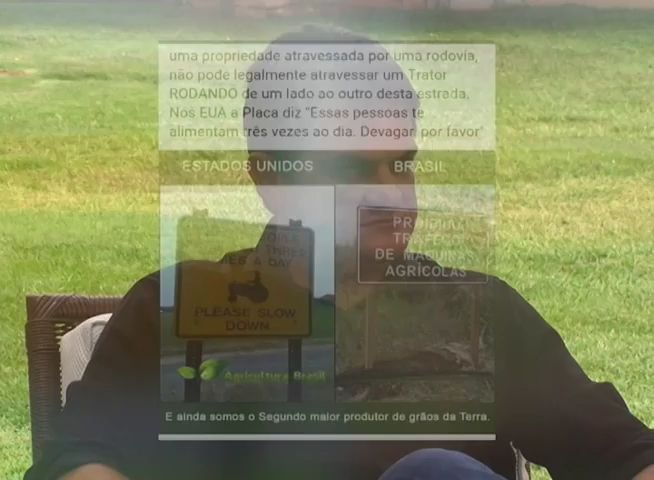 uma propriedade atravessada por uma rodovia,
não pode legalmente atravessar um Trator
RODANDO de um lado ao outro desta estrada.
Nos EUA a Placa diz "Essas pessoas te
alimentam três vezes ao dia. Devagar, por favor"
ESTADOS UNIDOS
BRASIL
THREE
A DAY
PLEASE SLOW
DOWN
TRÁFEGO
DE MÁQUINAS
AGRÍCOLAS
Agricultura Brasil
E ainda somos o Segundo maior produtor de grãos da Terra.